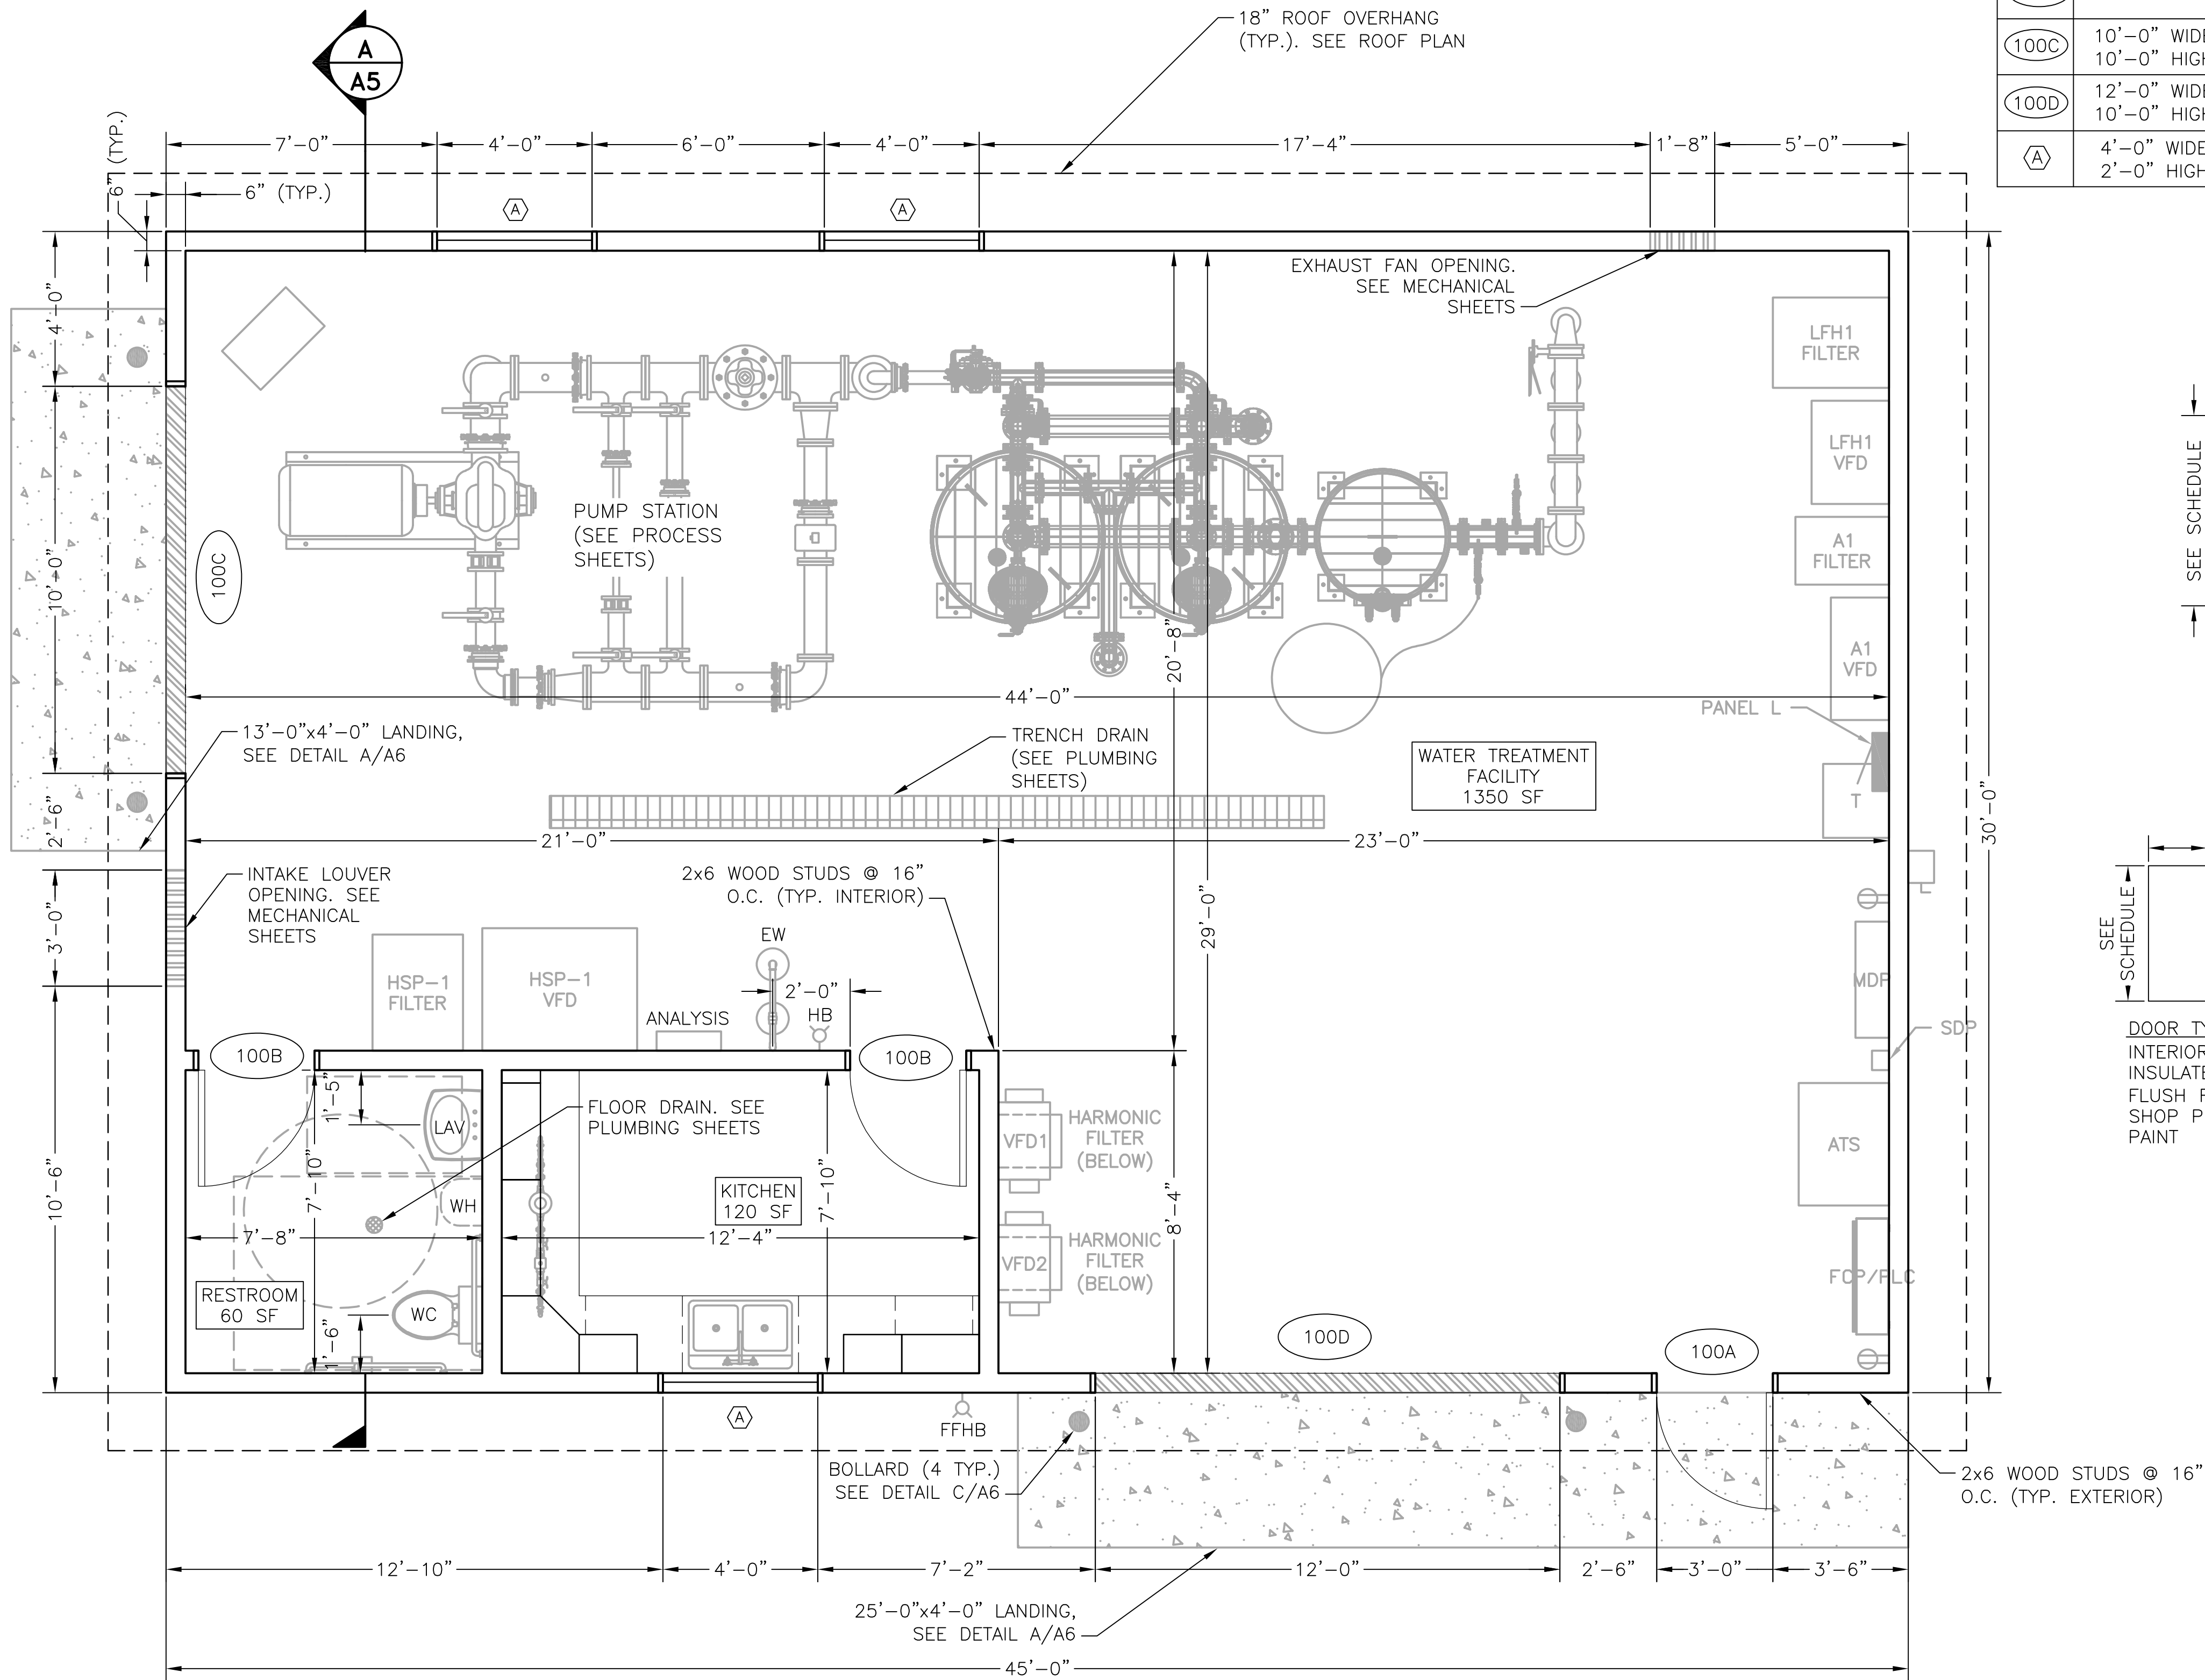 18" ROOF OVERHANG
(TYP.). SEE ROOF PLAN
A
A5
100C
10'-0" WIDE
10'-0" HIGH
100D
12'-0" WIDE
10'-0" HIGH
A
4'-0" WIDE
2'-0" HIGH
7'-0"
4'-0"
6'-0"
4'-0"
17'-4"
1'-8"
5'-0"
6" (TYP.)
6" (TYP.)
A
A
EXHAUST FAN OPENING.
SEE MECHANICAL
SHEETS
4'-0"
10'-0"
2'-6"
3'-0"
10'-6"
LFH1
FILTER
LFH1
VFD
A1
FILTER
A1
VFD
PANEL L
T
PUMP STATION
(SEE PROCESS
SHEETS)
100C
20'-8"
44'-0"
13'-0"x4'-0" LANDING,
SEE DETAIL A/A6
TRENCH DRAIN
(SEE PLUMBING
SHEETS)
WATER TREATMENT
FACILITY
1350 SF
30'-0"
SEE SCHEDULE
21'-0"
23'-0"
INTAKE LOUVER
OPENING. SEE
MECHANICAL
SHEETS
2x6 WOOD STUDS @ 16"
O.C. (TYP. INTERIOR)
29'-0"
EW
HSP-1
FILTER
HSP-1
VFD
2'-0"
ANALYSIS
HB
MDP
SDP
SEE
SCHEDULE
DOOR TY
INTERIOR
INSULATE
FLUSH F
SHOP P
PAINT
100B
100B
1'-5"
LAV
FLOOR DRAIN. SEE
PLUMBING SHEETS
VFD1
HARMONIC
FILTER
(BELOW)
ATS
7'-10"
WH
KITCHEN
120 SF
7'-10"
8'-4"
7'-8"
12'-4"
VFD2
HARMONIC
FILTER
(BELOW)
FCP/PLC
RESTROOM
60 SF
WC
1'-6"
100D
100A
A
FFHB
BOLLARD (4 TYP.)
SEE DETAIL C/A6
2x6 WOOD STUDS @ 16"
O.C. (TYP. EXTERIOR)
12'-10"
4'-0"
7'-2"
12'-0"
2'-6"
3'-0"
3'-6"
25'-0"x4'-0" LANDING,
SEE DETAIL A/A6
45'-0"